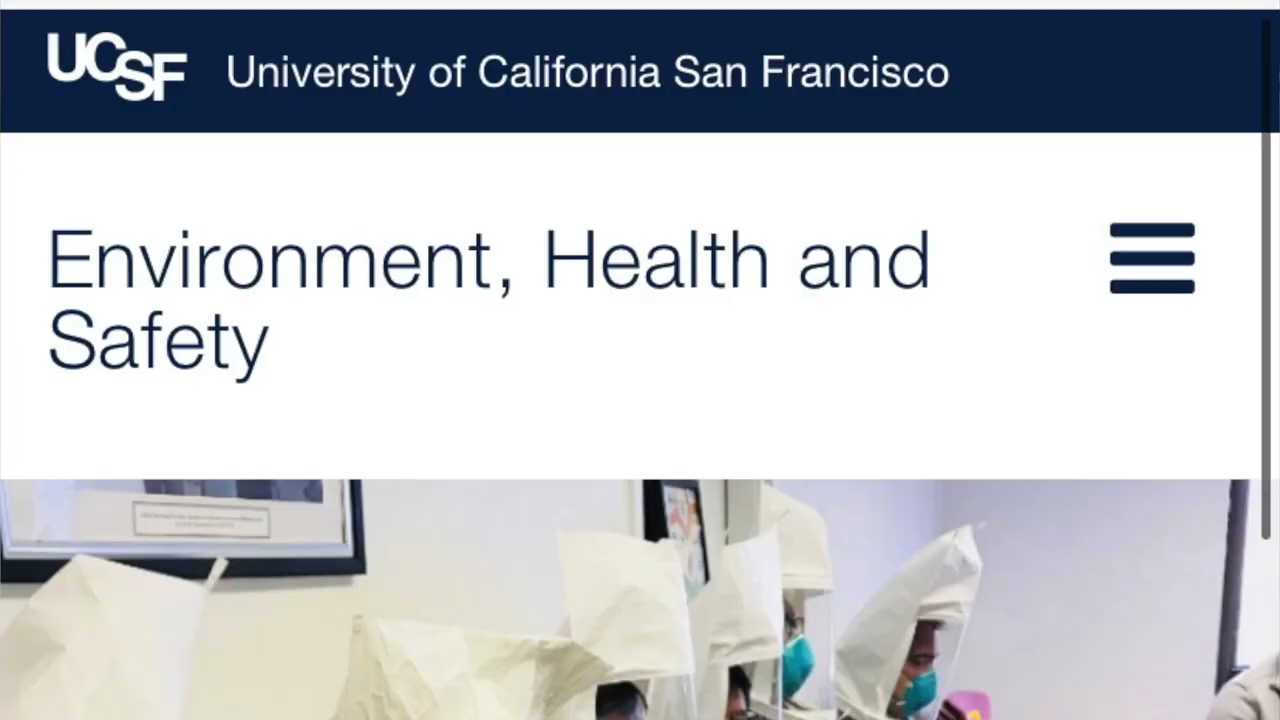 UCSF University of California San Francisco
Environment, Health and
Safety